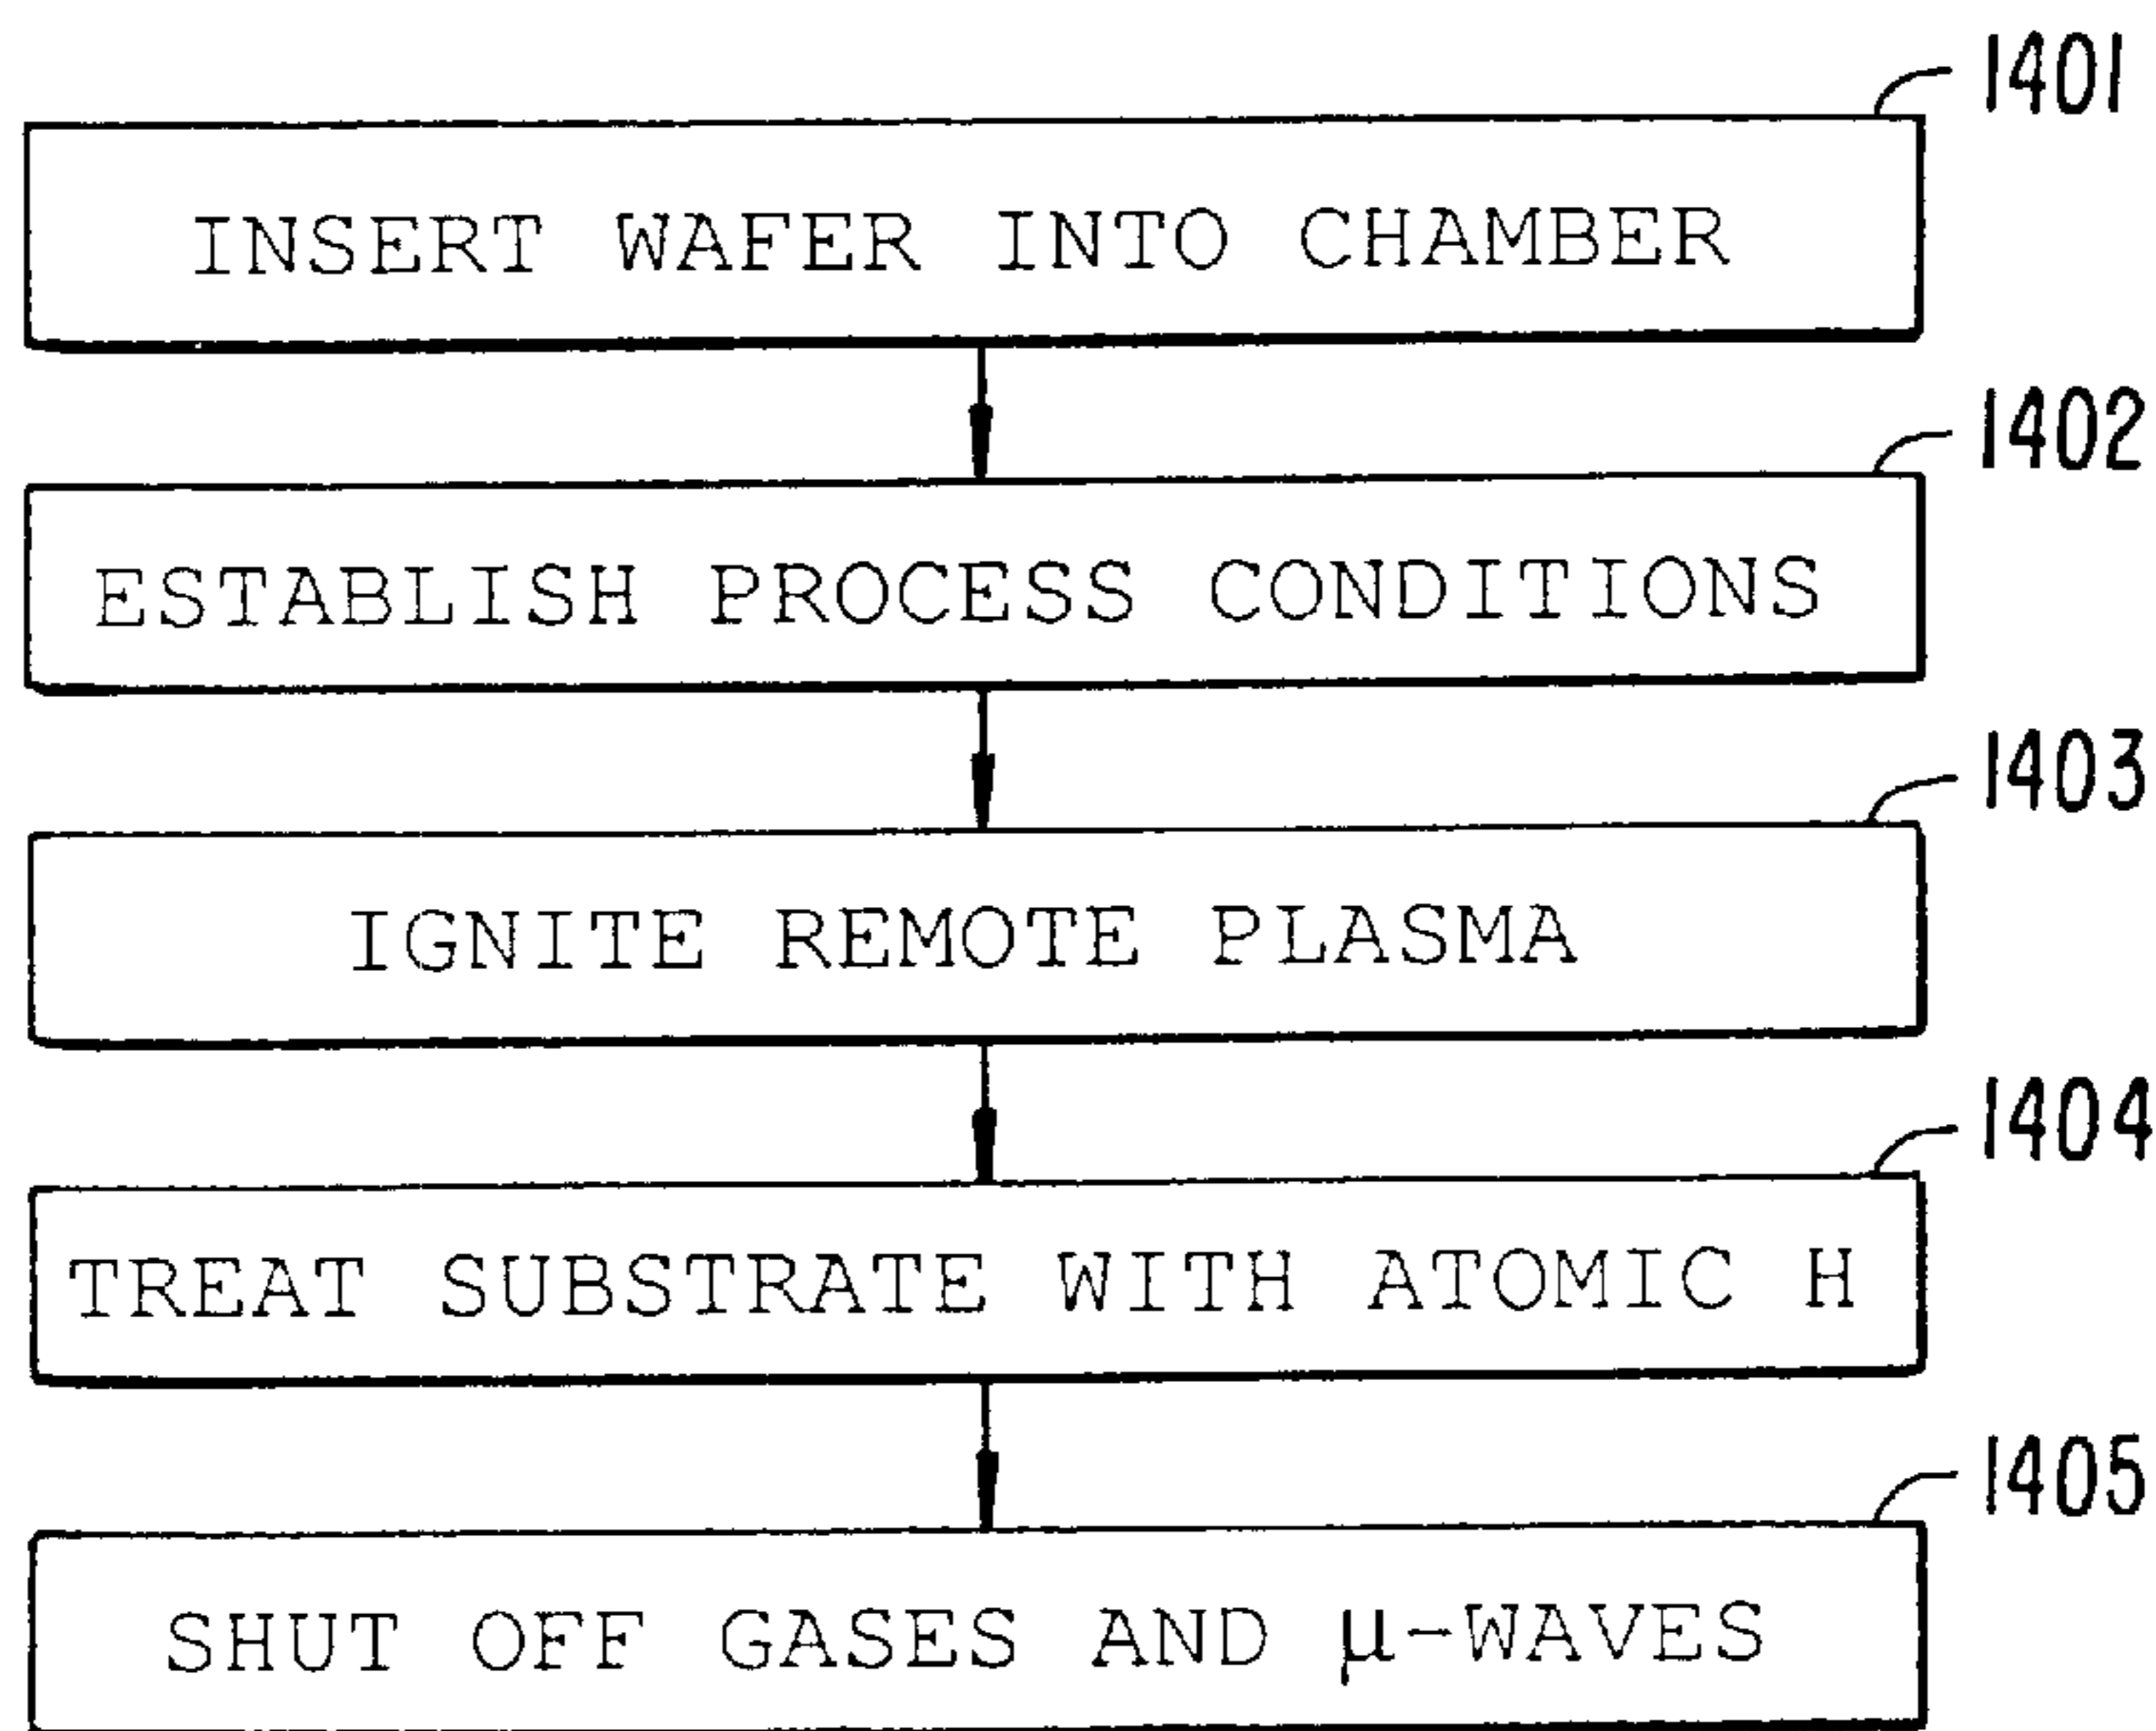 1401
INSERT WAFER INTO CHAMBER
1402
ESTABLISH PROCESS CONDITIONS
1403
IGNITE REMOTE PLASMA
1404
TREAT SUBSTRATE WITH ATOMIC H
1405
SHUT OFF GASES AND μ-WAVES